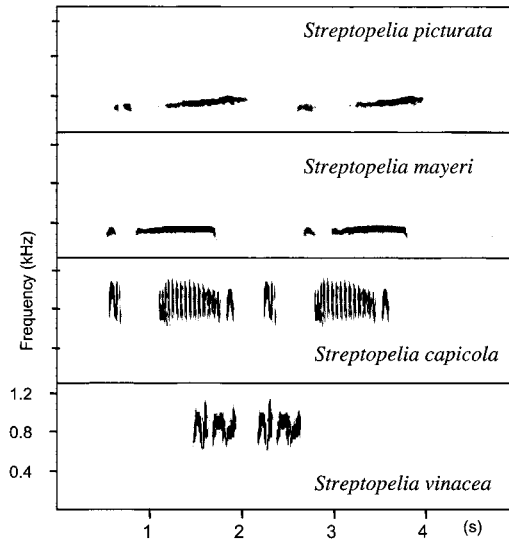 Streptopelia picturata
Streptopelia mayeri
Frequency (kHz)
Streptopelia capicola
1.2
0.8
0.4
Streptopelia vinacea
1 2 3 4 (s)